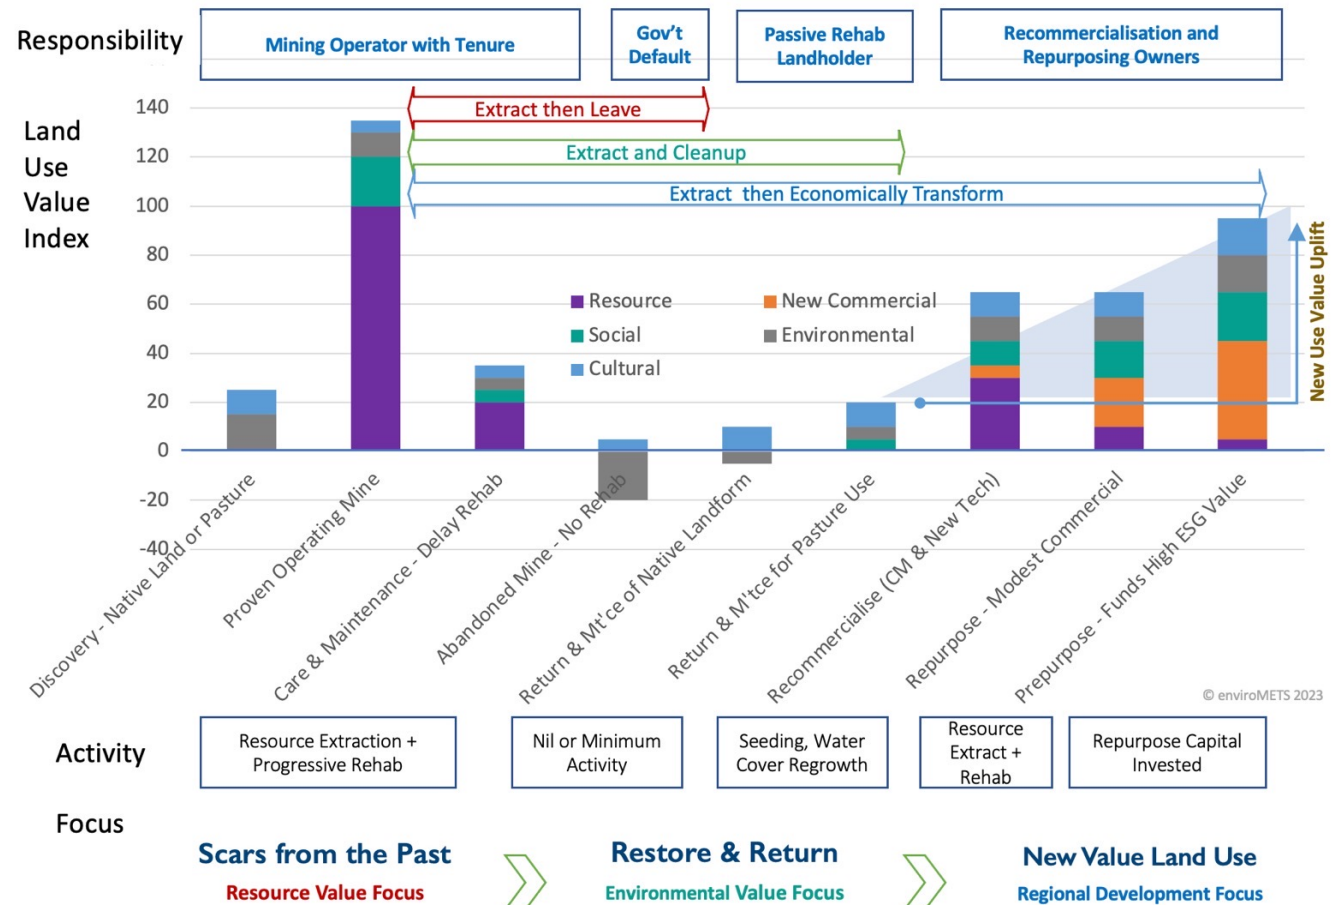 Responsibility
Mining Operator with Tenure
Gov’t
Default
Passive Rehab
Landholder
Recommercialisation and
Repurposing Owners
Land
Use
Value
Index
140
120
100
80
60
40
20
0
-20
-40
Extract then Leave
Extract and Cleanup
Extract then Economically Transform
Resource
New Commercial
Social
Environmental
Cultural
New Use Value Uplift
Discovery - Native Land or Pasture
Proven Operating Mine
Care & Maintenance - Delay Rehab
Abandoned Mine - No Rehab
Return & Mt'ce of Native Landform
Return & M'tce for Pasture Use
Recommercialise (CM & New Tech)
Repurpose - Modest Commercial
Prepurpose - Funds High ESG Value
© enviroMETS 2023
Activity
Resource Extraction +
Progressive Rehab
Nil or Minimum
Activity
Seeding, Water
Cover Regrowth
Resource
Extract +
Rehab
Repurpose Capital
Invested
Focus
Scars from the Past
Resource Value Focus
Restore & Return
Environmental Value Focus
New Value Land Use
Regional Development Focus